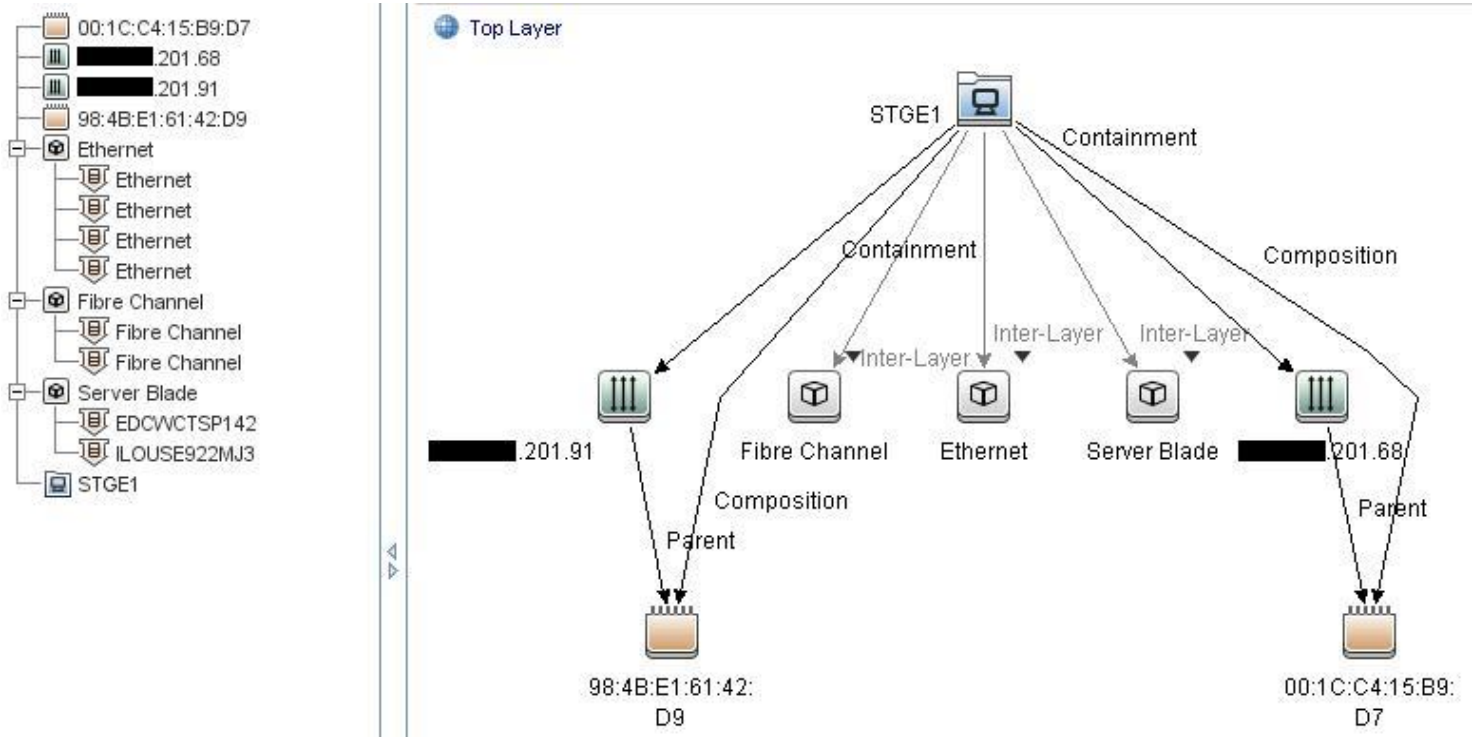 00:1C:C4:15:B9:D7
.201.68
.201.91
98:4B:E1:61:42:D9
Ethernet
Ethernet
Ethernet
Ethernet
Ethernet
Fibre Channel
Fibre Channel
Fibre Channel
Server Blade
EDCWCTSP142
ILOUSE922MJ3
STGE1
Top Layer
STGE1
Containment
Containment
Composition
Inter-Layer
Inter-Layer
Inter-Layer
.201.91
Fibre Channel
Ethernet
Server Blade
.201.68
Composition
Parent
Parent
98:4B:E1:61:42:
D9
00:1C:C4:15:B9:
D7